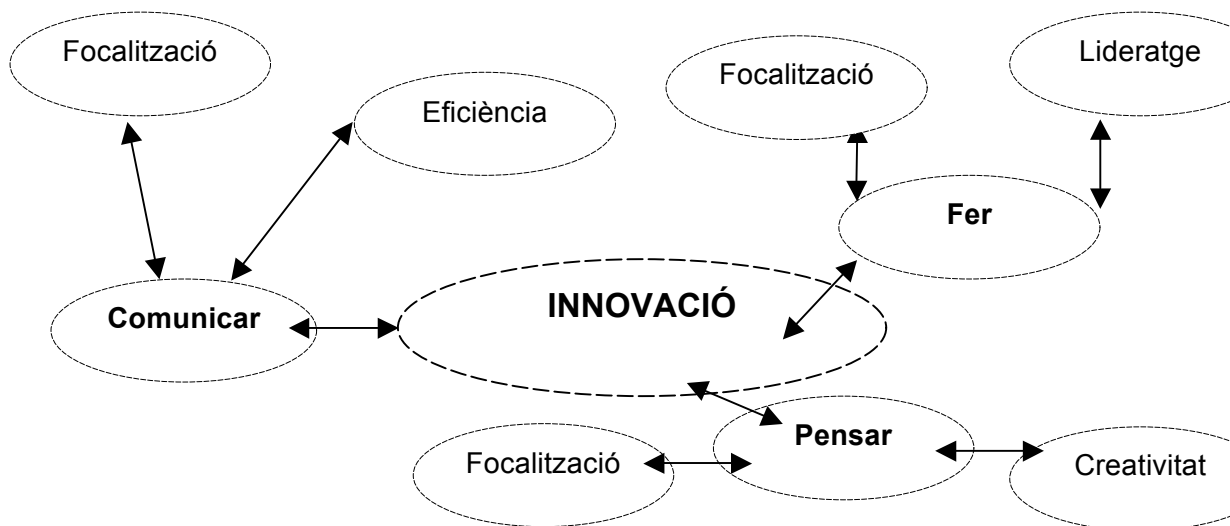 Focalització
Lideratge
Focalització
Eficiència
Fer
INNOVACIÓ
Comunicar
Pensar
Focalització
Creativitat